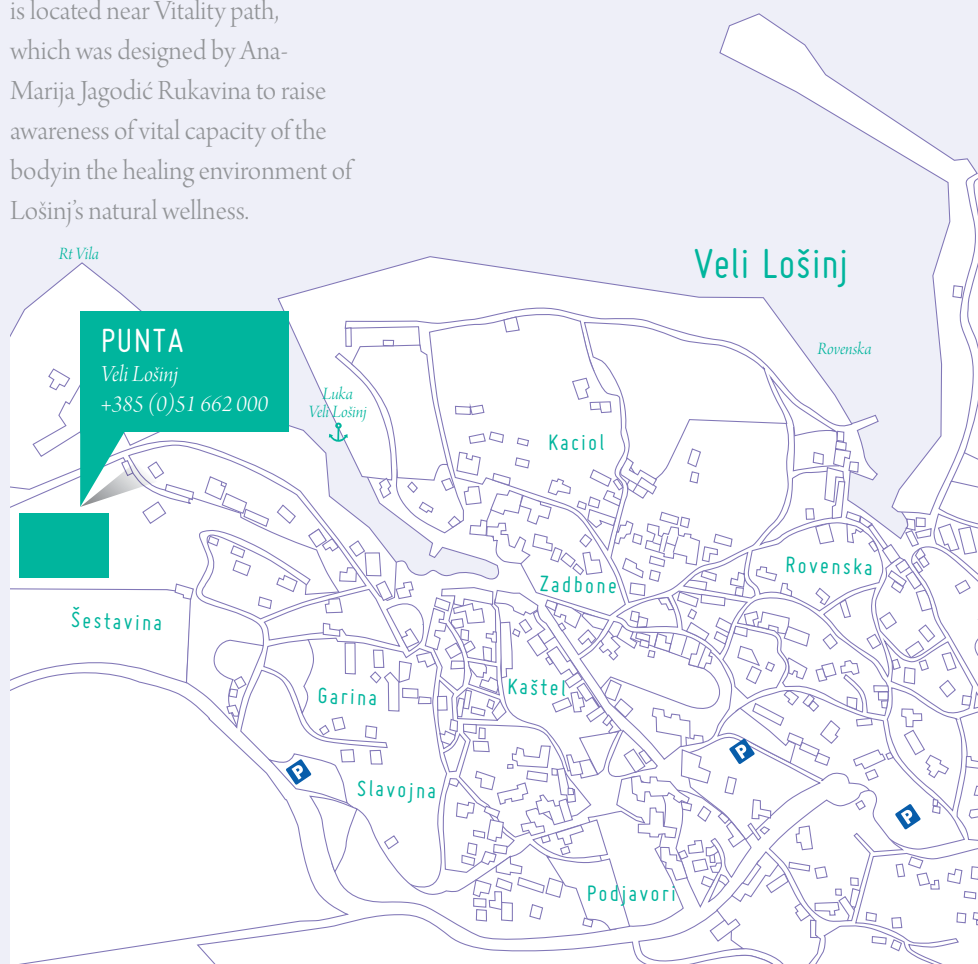 is located near Vitality path,
which was designed by Ana-
Marija Jagodić Rukavina to raise
awareness of vital capacity of the
bodyin the healing environment of
Lošinj's natural wellness.
Rt Vila
Veli Lošinj
PUNTA
Veli Lošinj
+385 (0)51 662 000
Rovenska
Luka
Veli Lošinj
Kaciol
Rovenska
Zadbone
Šestavina
Kaštel
Garina
P
P
Slavojna
P
Podjavori